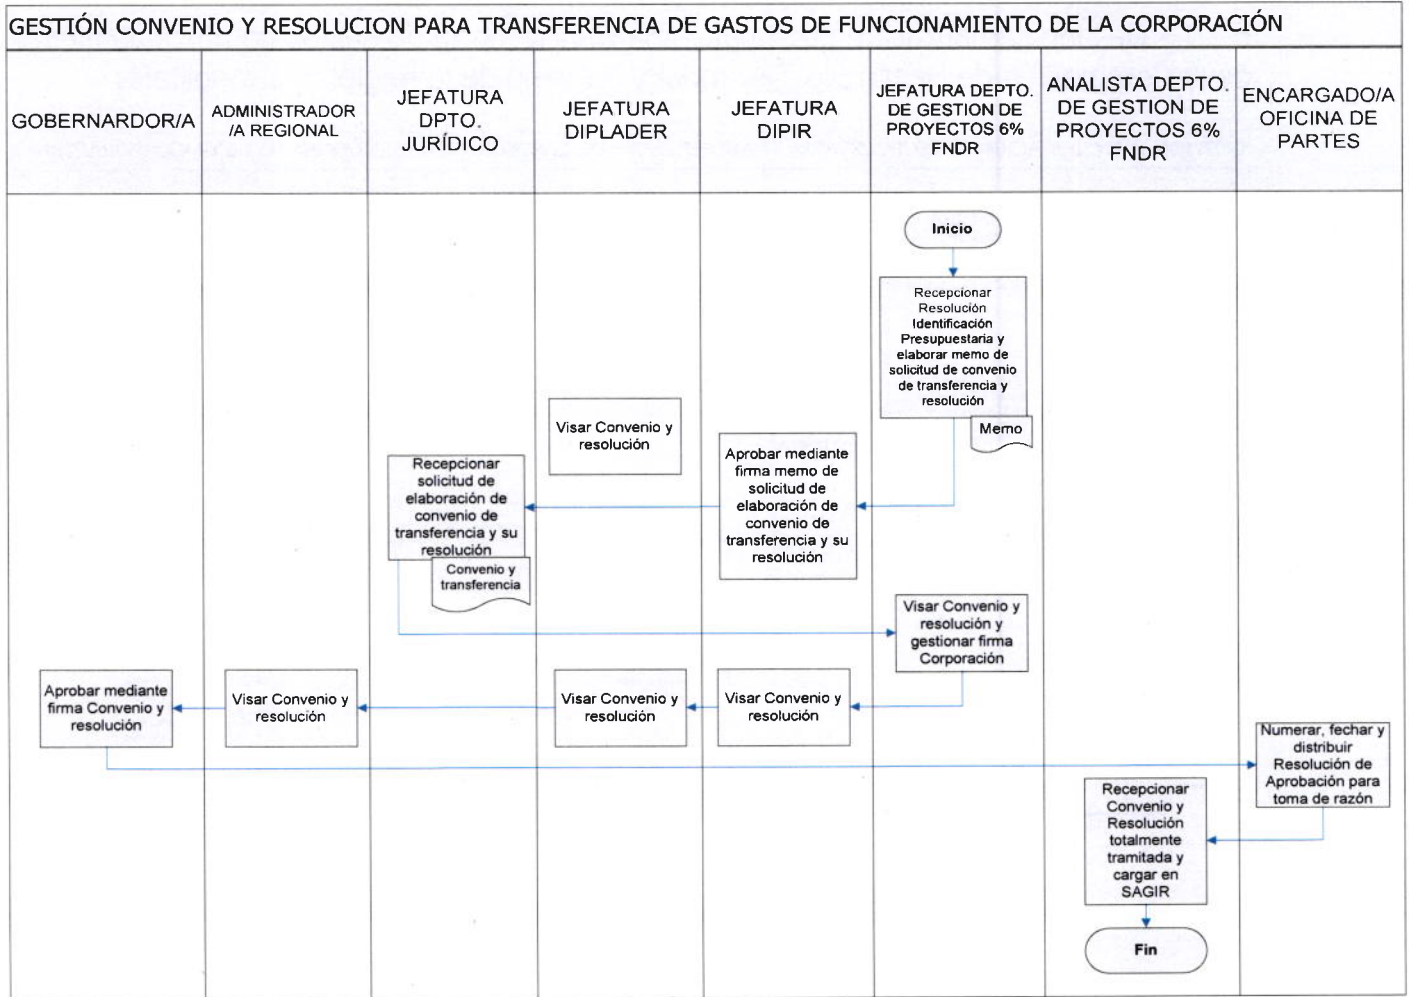 GESTIÓN CONVENIO Y RESOLUCION PARA TRANSFERENCIA DE GASTOS DE FUNCIONAMIENTO DE LA CORPORACIÓN
GOBERNARDOR/A
ADMINISTRADOR
/A REGIONAL
JEFATURA
DPTO.
JURÍDICO
JEFATURA
DIPLADER
JEFATURA
DIPIR
JEFATURA DEPTO.
DE GESTION DE
PROYECTOS 6%
FNDR
ANALISTA DEPTO.
DE GESTION DE
PROYECTOS 6%
FNDR
ENCARGADO/A
OFICINA DE
PARTES
Inicio
Recepcionar
Resolución
Identificación
Presupuestaria y
elaborar memo de
solicitud de convenio
de transferencia y
resolución
Memo
Visar Convenio y
resolución
Aprobar mediante
firma memo de
solicitud de
elaboración de
convenio de
transferencia y su
resolución
Recepcionar
solicitud de
elaboración de
convenio de
transferencia y su
resolución
Convenio y
transferencia
Visar Convenio y
resolución y
gestionar firma
Corporación
Aprobar mediante
firma Convenio y
resolución
Visar Convenio y
resolución
Visar Convenio y
resolución
Visar Convenio y
resolución
Numerar, fechar y
distribuir
Resolución de
Aprobación para
toma de razón
Recepcionar
Convenio y
Resolución
totalmente
tramitada y
cargar en
SAGIR
Fin